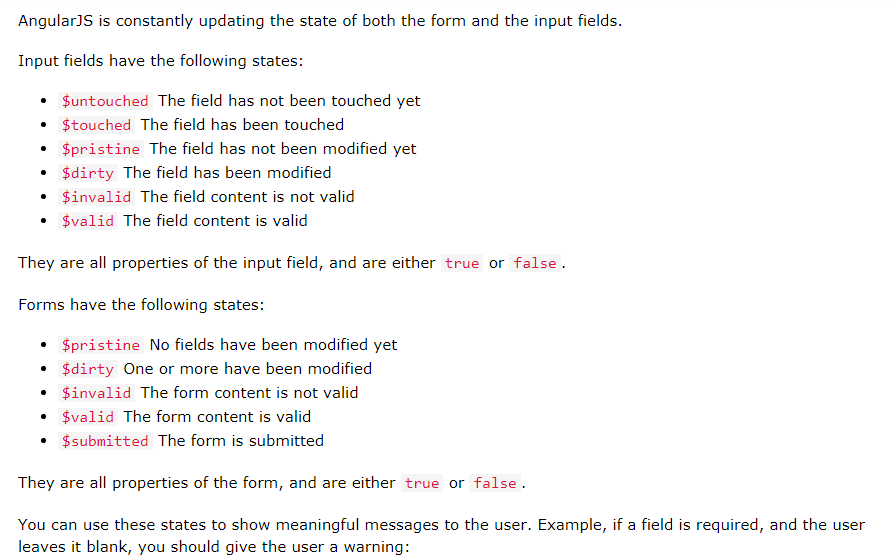 AngularJS is constantly updating the state of both the form and the input fields.
Input fields have the following states:
• $untouched The field has not been touched yet
• $touched The field has been touched
• $pristine The field has not been modified yet
• $dirty The field has been modified
• $invalid The field content is not valid
• $valid The field content is valid
They are all properties of the input field, and are either true or false.
Forms have the following states:
• $pristine No fields have been modified yet
• $dirty One or more have been modified
• $invalid The form content is not valid
• $valid The form content is valid
• $submitted The form is submitted
They are all properties of the form, and are either true or false.
You can use these states to show meaningful messages to the user. Example, if a field is required, and the user
leaves it blank, you should give the user a warning: